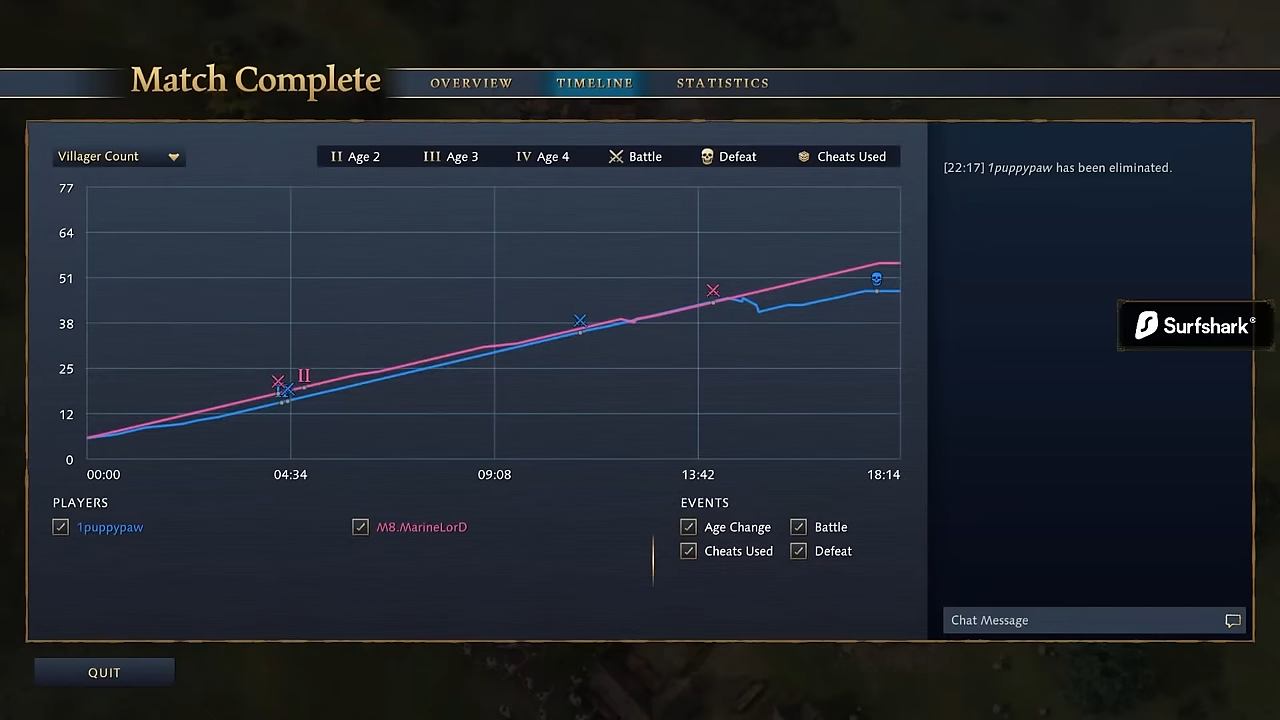 Match Complete
OVERVIEW TIMELINE STATISTICS
Villager Count
II Age 2 III Age 3 IV Age 4 Battle Defeat Cheats Used
[22:17] 1puppypaw has been eliminated.
77
64
51
38
25
12
0
II
00:00 04:34 09:08 13:42 18:14
Surfshark®
PLAYERS
1puppypaw M8.MarineLorD
EVENTS
Age Change Battle
Cheats Used Defeat
Chat Message
QUIT